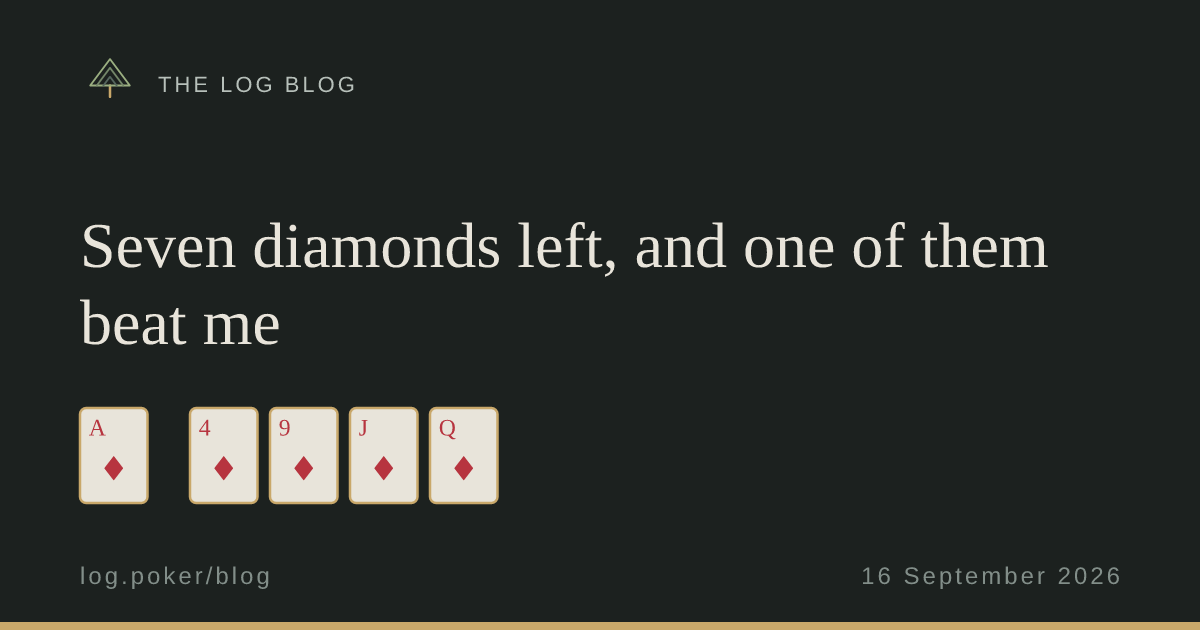 THE LOG BLOG
Seven diamonds left, and one of them
beat me
A 4 9 J Q
log.poker/blog
16 September 2026